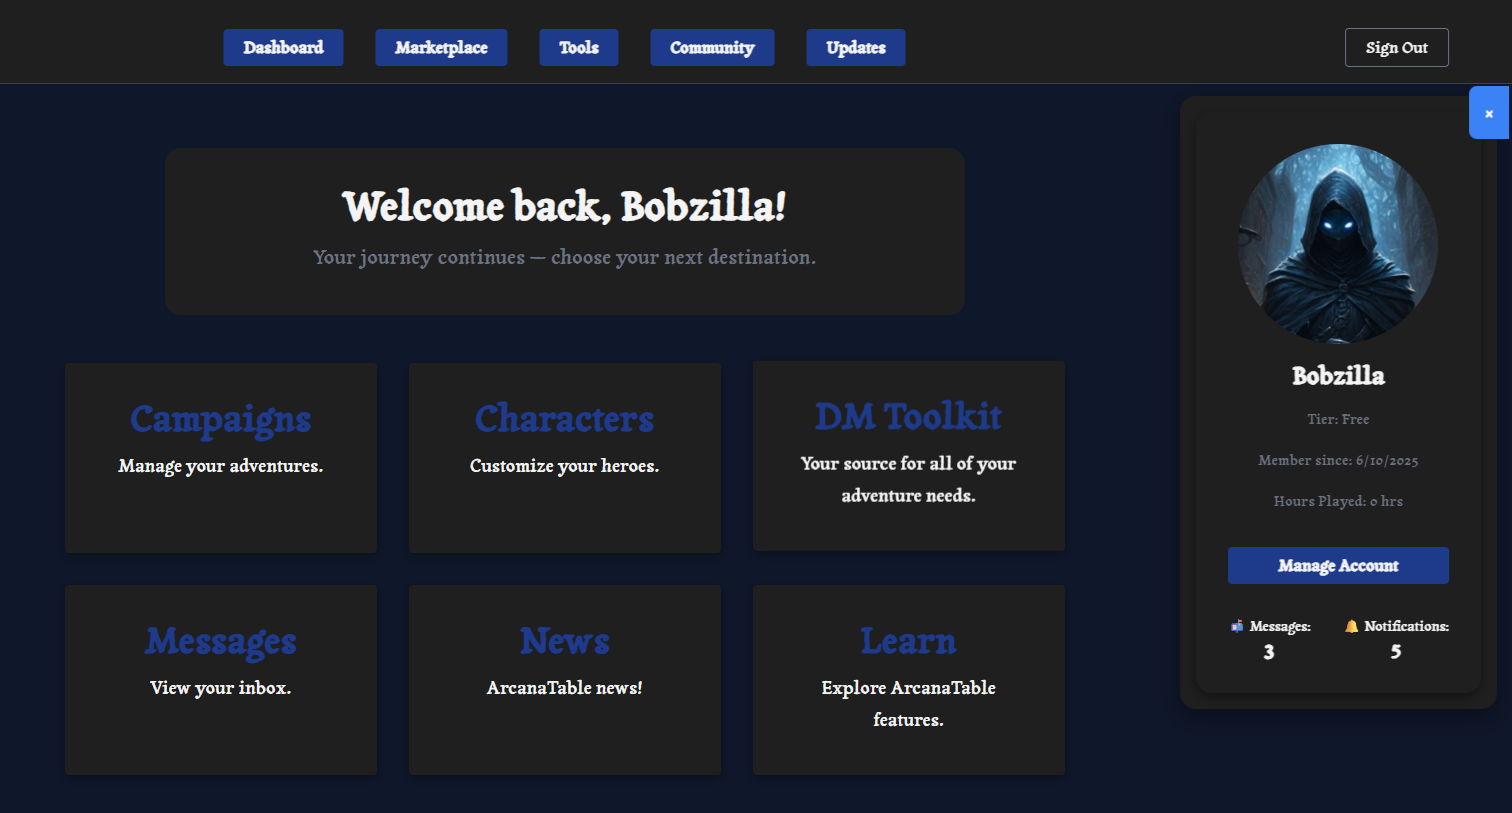 Dashboard
Marketplace
Tools
Community
Updates
Sign Out
×
Welcome back, Bobzilla!
Your journey continues — choose your next destination.
Campaigns
Manage your adventures.
Characters
Customize your heroes.
DM Toolkit
Your source for all of your
adventure needs.
Messages
View your inbox.
News
ArcanaTable news!
Learn
Explore ArcanaTable
features.
Bobzilla
Tier: Free
Member since: 6/10/2025
Hours Played: 0 hrs
Manage Account
📬 Messages:
3
🔔 Notifications:
5